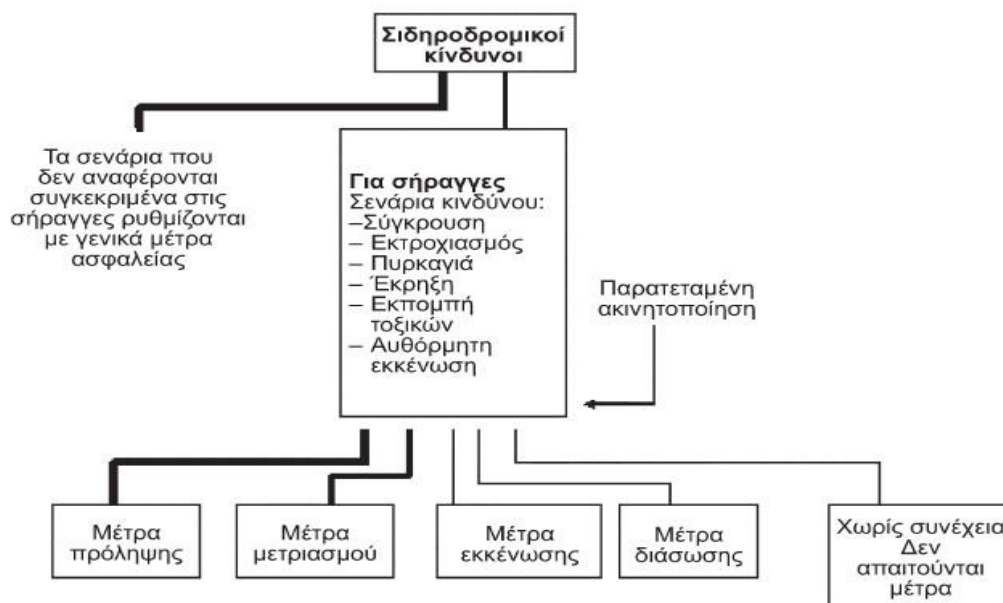 Σιδηροδρομικοί
κίνδυνοι
Τα σενάρια που
δεν αναφέρονται
συγκεκριμένα στις
σήραγγες ρυθμίζονται
με γενικά μέτρα
ασφαλείας
Για σήραγγες
Σενάρια κινδύνου:
–Σύγκρουση
– Εκτροχιασμός
– Πυρκαγιά
– Έκρηξη
– Εκπομπή
τοξικών
– Αυθόρμητη
εκκένωση
Παρατεταμένη
ακινητοποίηση
Μέτρα
πρόληψης
Μέτρα
μετριασμού
Μέτρα
εκκένωσης
Μέτρα
διάσωσης
Χωρίς συνέχεια
Δεν
απαιτούνται
μέτρα